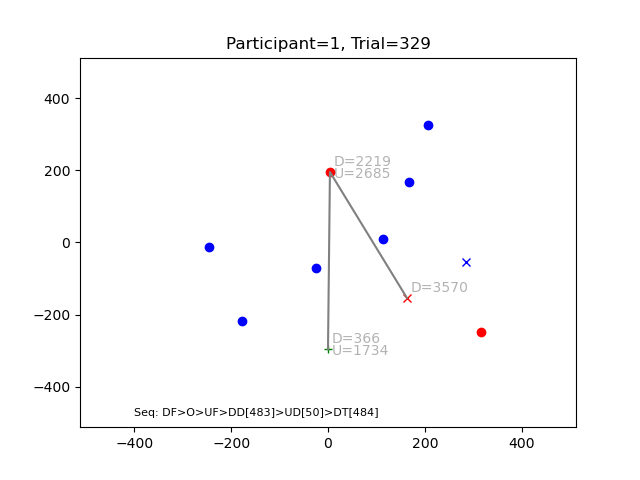 Participant=1, Trial=329
400
200
0
−200
−400
D=2219
U=2685
D=3570
D=366
U=1734
Seq: DF>O>UF>DD[483]>UD[50]>DT[484]
−400
−200
0
200
400